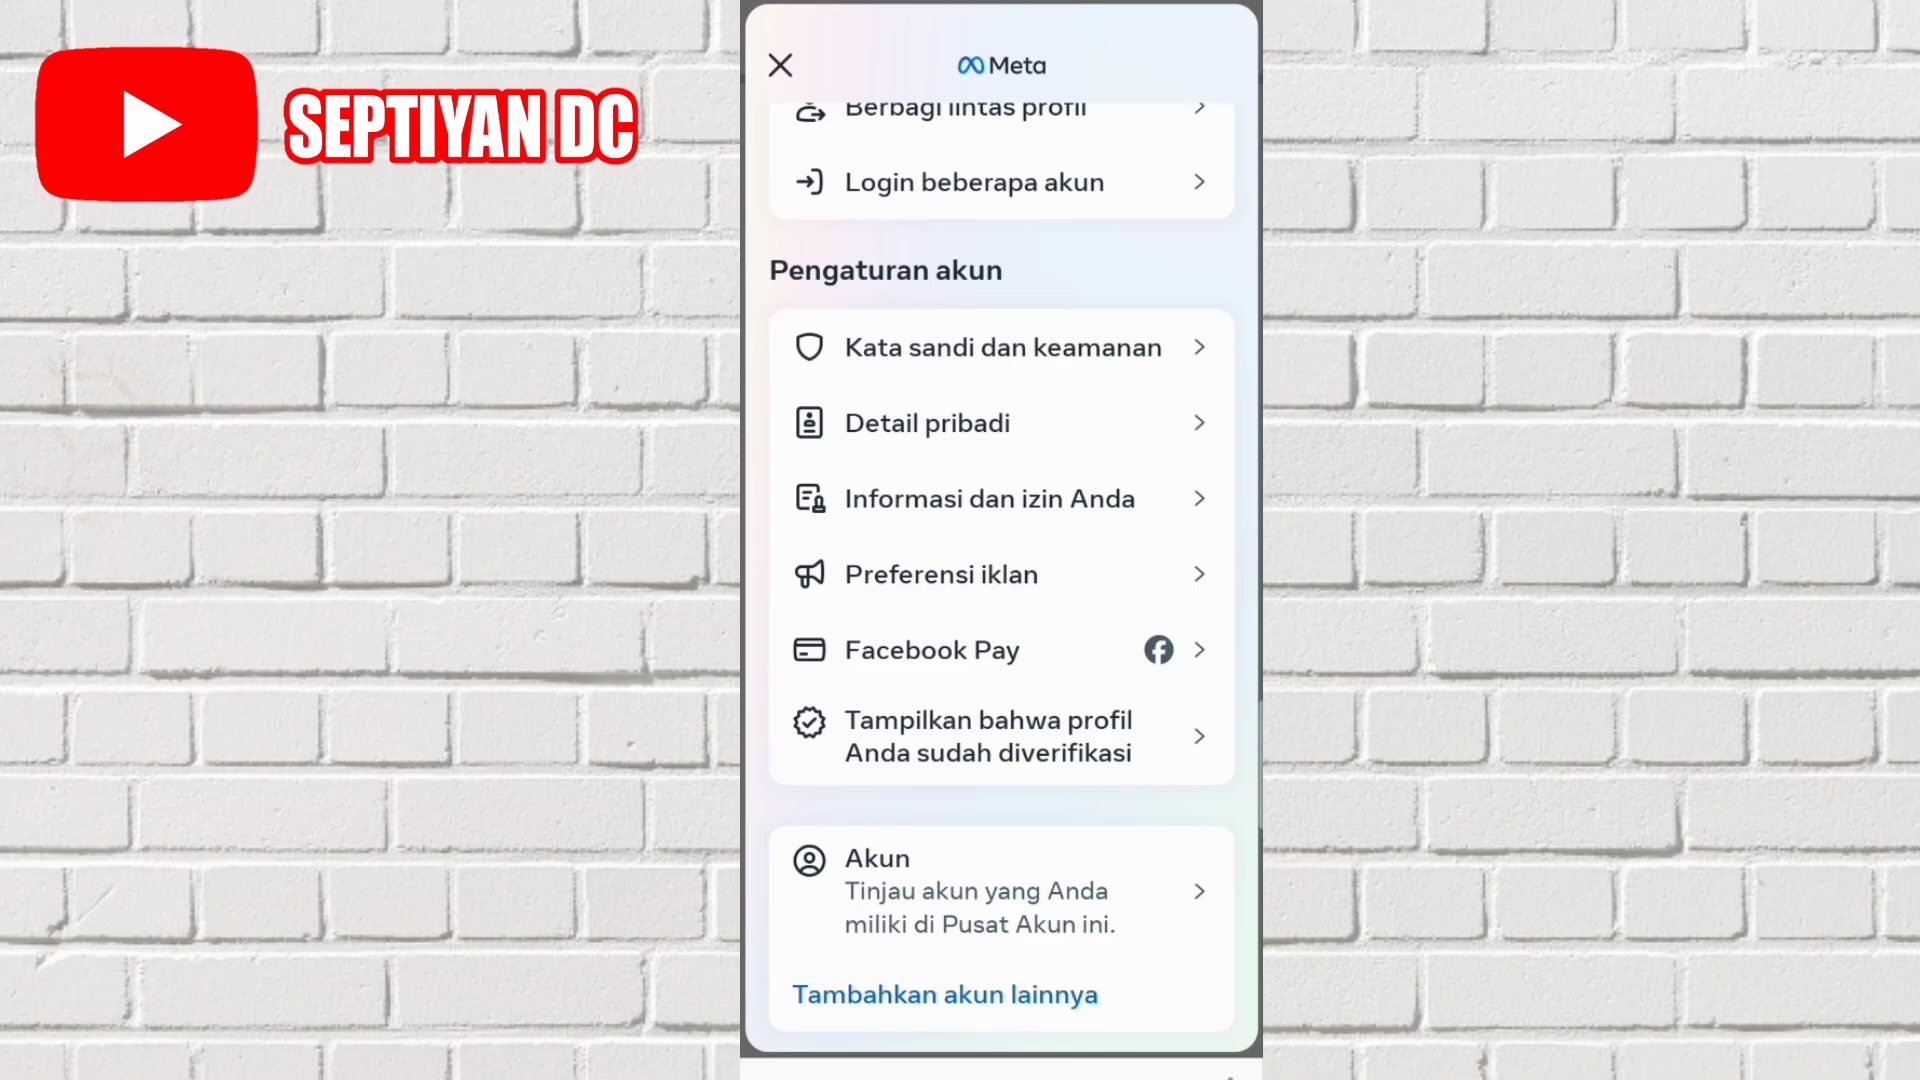 SEPTIYAN DC
Meta
Berbagi lintas profil
Login beberapa akun
Pengaturan akun
Kata sandi dan keamanan
Detail pribadi
Informasi dan izin Anda
Preferensi iklan
Facebook Pay
Tampilkan bahwa profil
Anda sudah diverifikasi
Akun
Tinjau akun yang Anda
miliki di Pusat Akun ini.
Tambahkan akun lainnya